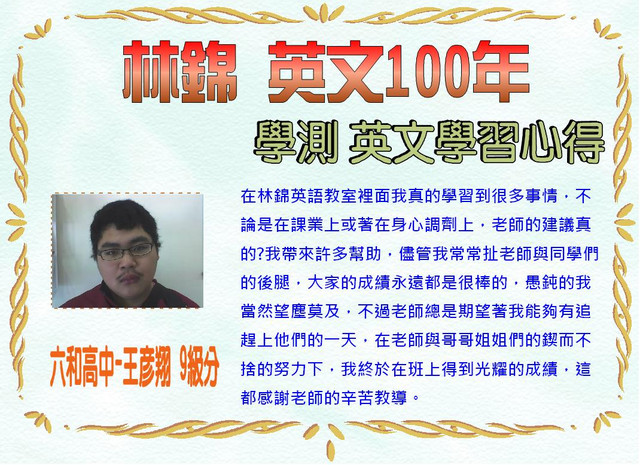 林錦 英文100年
學測 英文學習心得
在林錦英語教室裡面我真的學習到很多事情，不
論是在課業上或著在身心調劑上，老師的建議真
的?我帶來許多幫助，儘管我常常扯老師與同學們
的後腿，大家的成績永遠都是很棒的，愚鈍的我
當然望塵莫及，不過老師總是期望著我能夠有追
趕上他們的一天，在老師與哥哥姐姐們的鍥而不
捨的努力下，我終於在班上得到光耀的成績，這
都感謝老師的辛苦教導。
六和高中-王彥翔 9級分